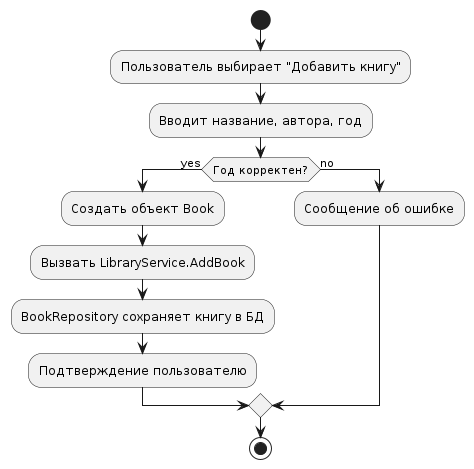 Пользователь выбирает "Добавить книгу"
Вводит название, автора, год
yes
Год корректен?
no
Создать объект Book
Сообщение об ошибке
Вызвать LibraryService.AddBook
BookRepository сохраняет книгу в БД
Подтверждение пользователю